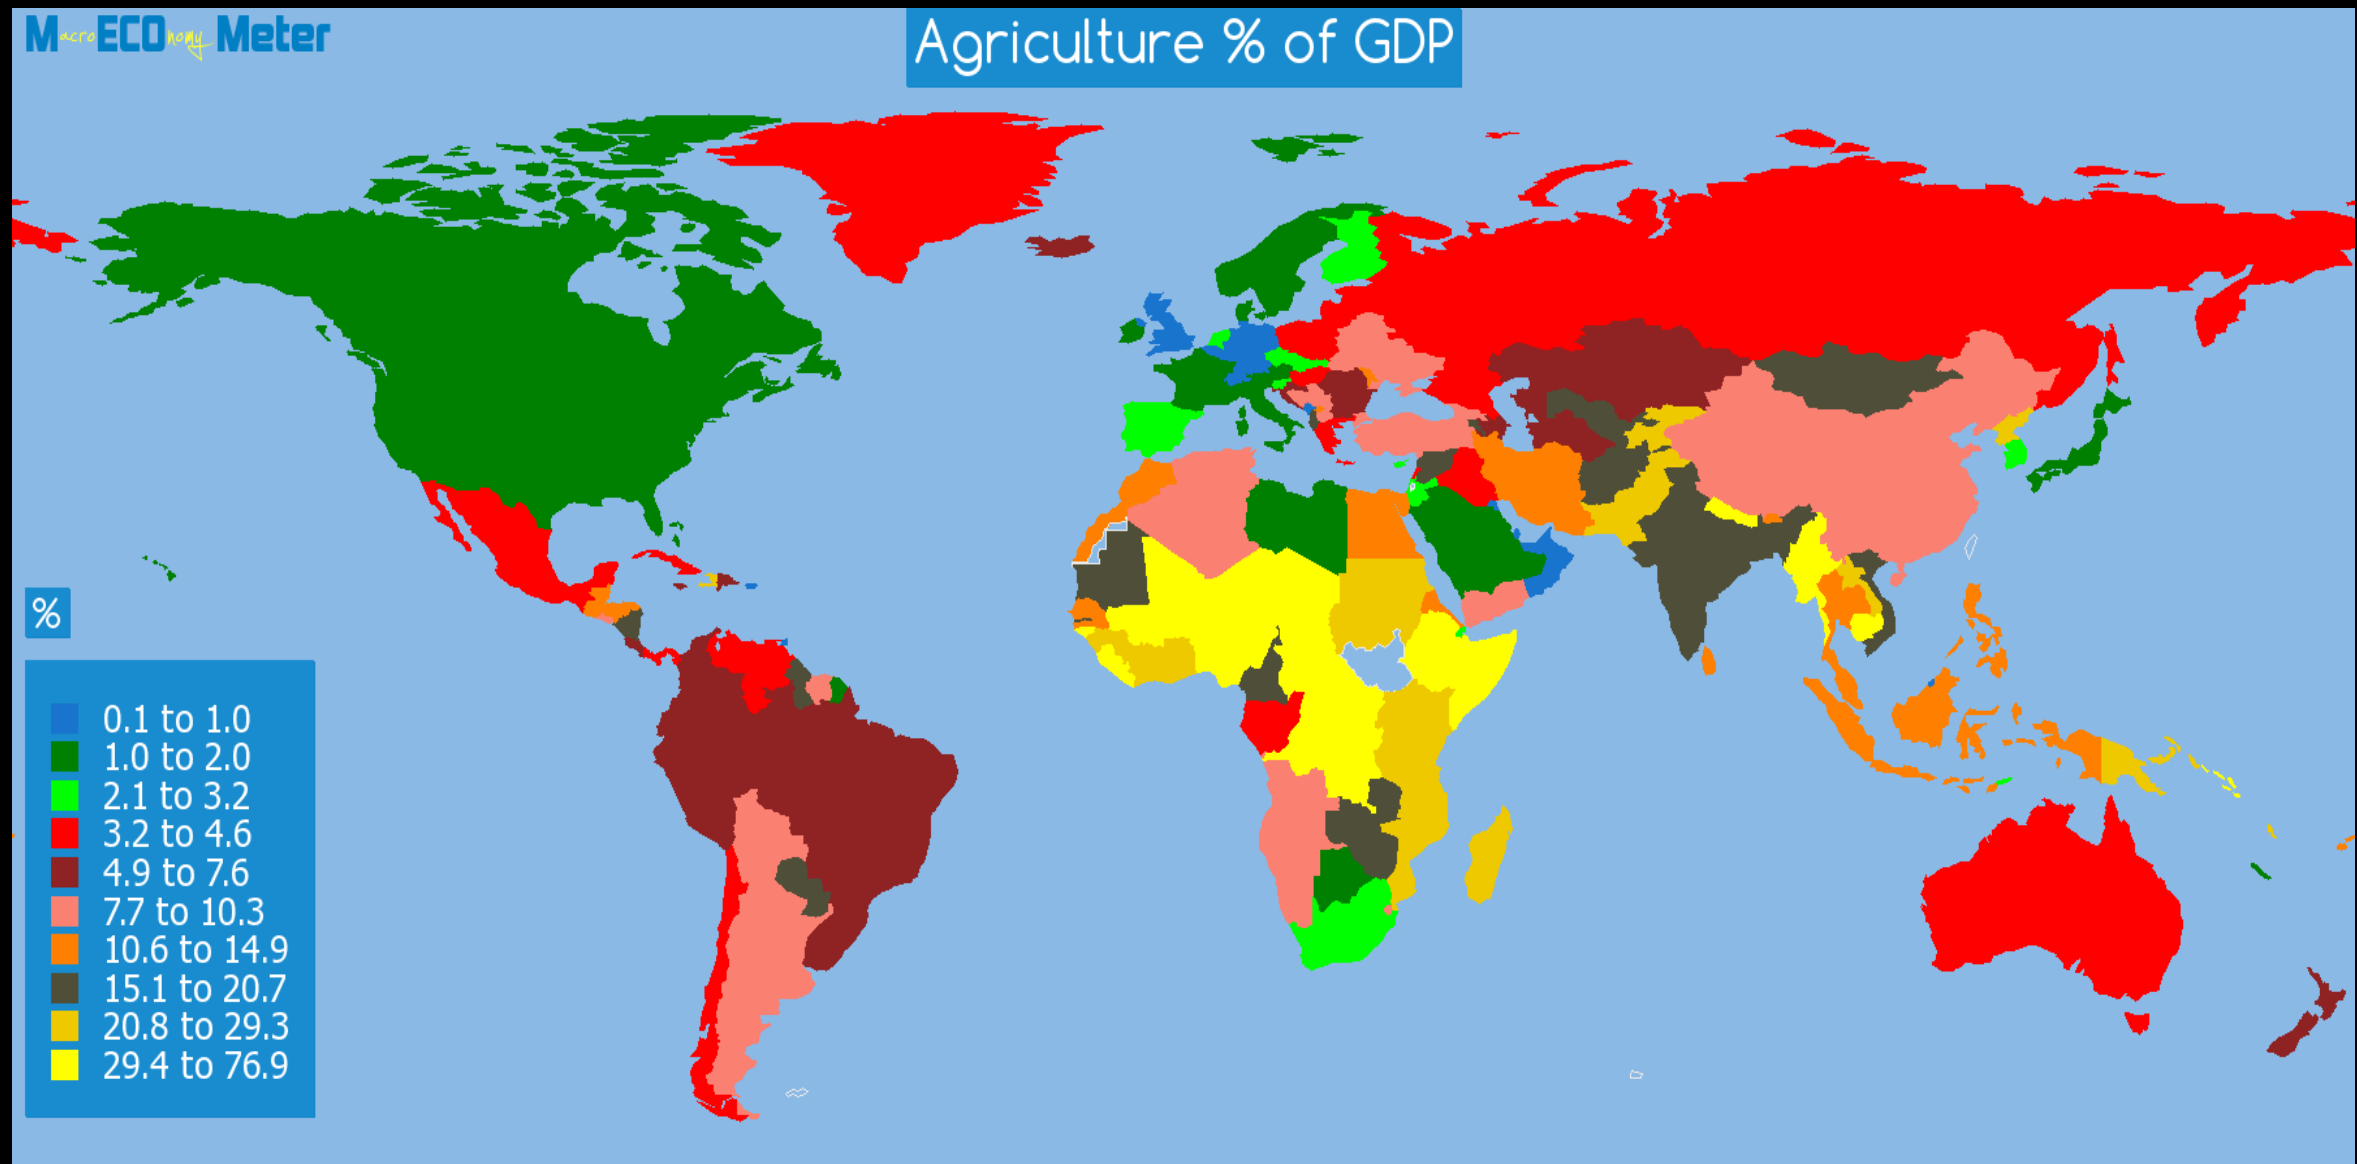 MacroECOnomy Meter
Agriculture % of GDP
%
0.1 to 1.0
1.0 to 2.0
2.1 to 3.2
3.2 to 4.6
4.9 to 7.6
7.7 to 10.3
10.6 to 14.9
15.1 to 20.7
20.8 to 29.3
29.4 to 76.9